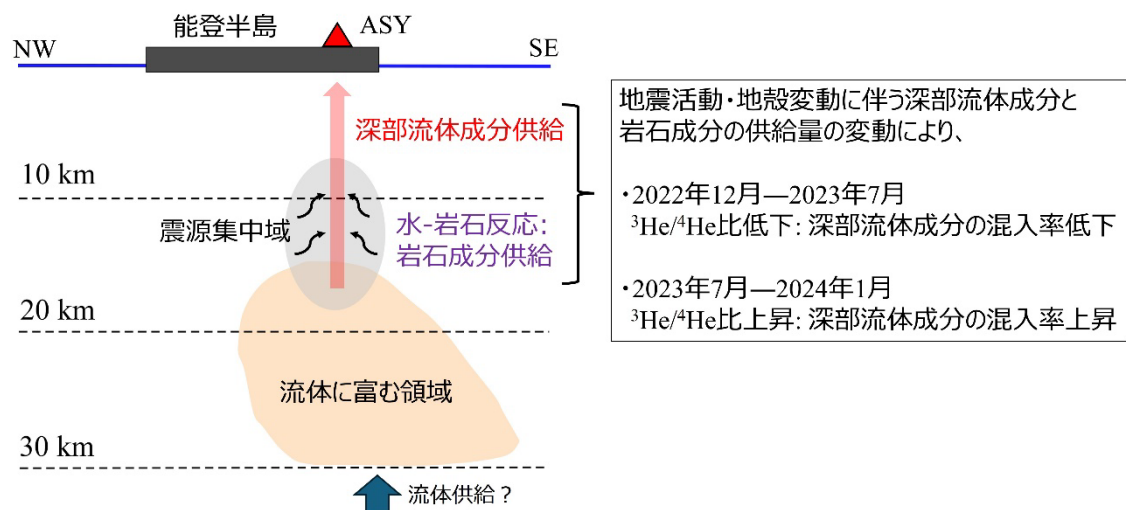 能登半島
ASY
NW
SE
深部流体成分供給
10 km
震源集中域
水-岩石反応:
岩石成分供給
20 km
流体に富む領域
30 km
流体供給？
地震活動・地殻変動に伴う深部流体成分と
岩石成分の供給量の変動により、
・2022年12月—2023年7月
³He/⁴He比低下: 深部流体成分の混入率低下
・2023年7月—2024年1月
³He/⁴He比上昇: 深部流体成分の混入率上昇